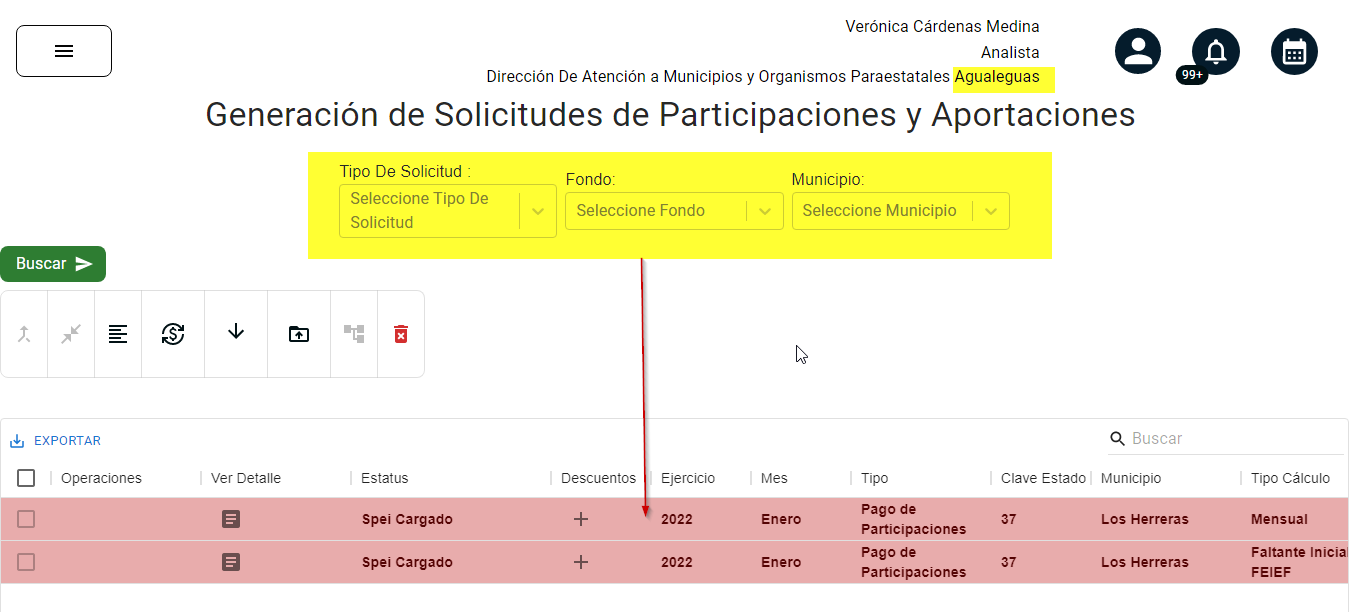 Verónica Cárdenas Medina
Analista
Dirección De Atención a Municipios y Organismos Paraestatales Agualeguas
99+
Generación de Solicitudes de Participaciones y Aportaciones
Tipo De Solicitud :
Seleccione Tipo De
Solicitud
Fondo:
Seleccione Fondo
Municipio:
Seleccione Municipio
Buscar
EXPORTAR
Buscar
Operaciones Ver Detalle Estatus Descuentos Ejercicio Mes Tipo Clave Estado Municipio Tipo Cálculo
Spei Cargado 2022 Enero Pago de Participaciones 37 Los Herreras Mensual
Spei Cargado 2022 Enero Pago de Participaciones 37 Los Herreras Faltante Inicial FEIEF